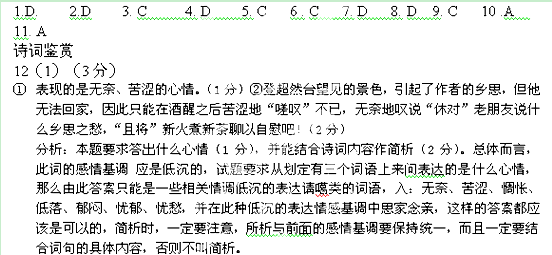 1.D. 2.D 3. C 4. D 5. C 6. C 7. D 8. D 9. C 10 .A
11. A
诗词鉴赏
12（1）（3分）
① 表现的是无奈、苦涩的心情。（1分）②登超然台望见的景色，引起了作者的乡思，但他
无法回家，因此只能在酒醒之后苦涩地“嗟叹”不已，无奈地叹说“休对”老朋友说什
么乡思之愁，“且将”新火煮新茶聊以自慰吧！（2分）
分析：本题要求答出什么心情（1分），并能结合诗词内容作简析（2分）。总体而言，
此词的感情基调 应是低沉的，试题要求从划定有三个词语上来问表达的是什么心情，
那么由此答案只能是一些相关情调低沉的表达请噶类的词语，入：无奈、苦涩、惆怅、
低落、郁闷、忧郁、忧愁，并在此种低沉的表达情感基调中思家念亲，这样的答案都应
该是可以的，简析时，一定要注意，所析与前面的感情基调要保持统一，而且一定要结
合词句的具体内容，否则不叫简析。